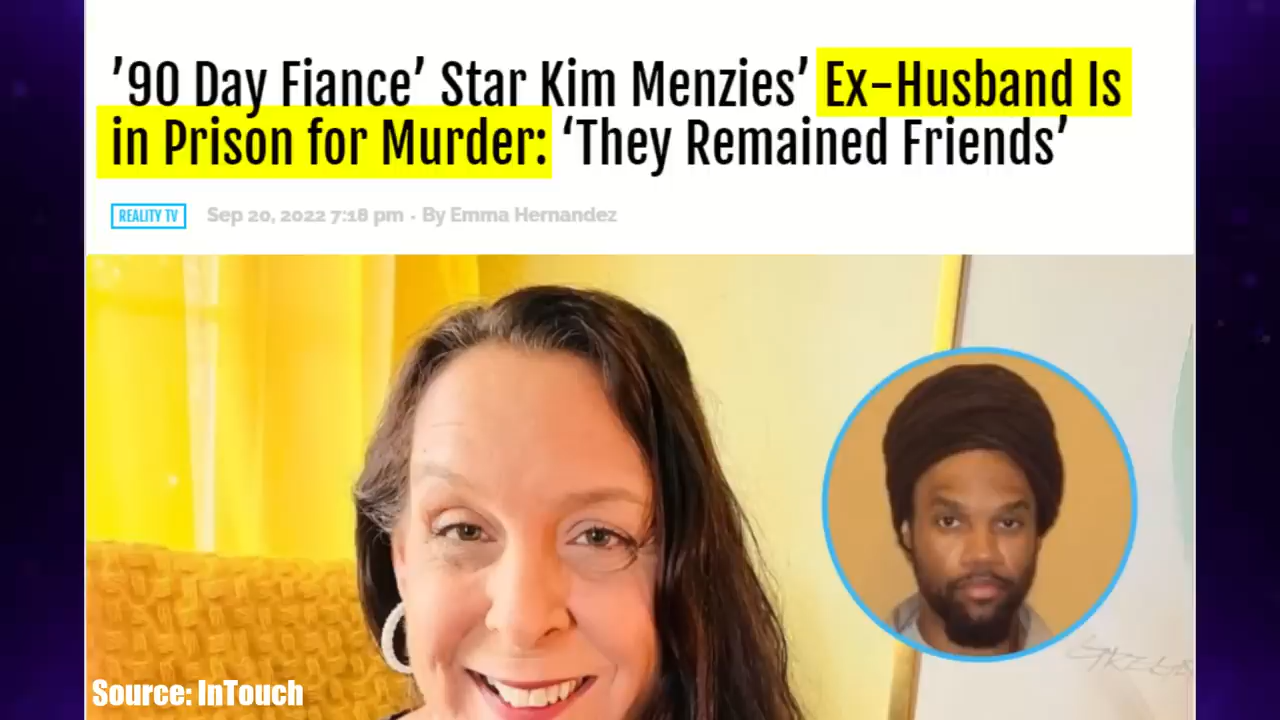 ’90 Day Fiance’ Star Kim Menzies’ Ex-Husband Is
in Prison for Murder: ‘They Remained Friends’
REALITY TV Sep 20, 2022 7:18 pm · By Emma Hernandez
Source: InTouch